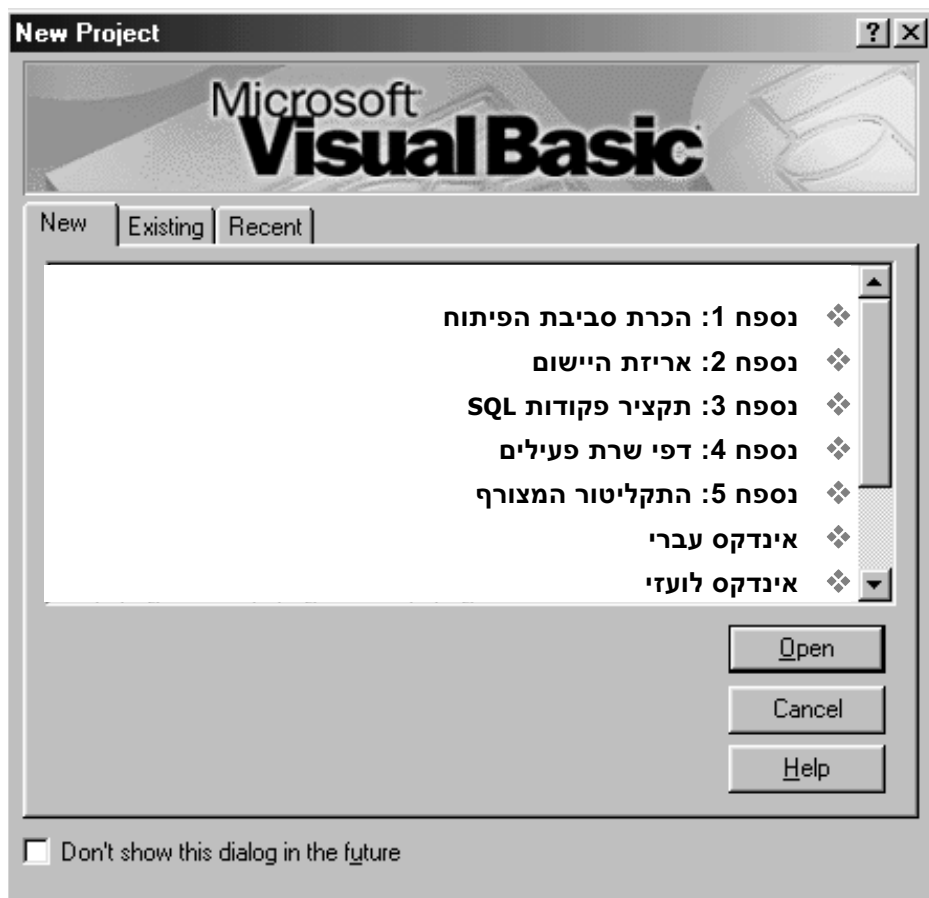 New Project
Microsoft
Visual Basic
New Existing Recent
נספח 1: הכרת סביבת הפיתוח
נספח 2: אריזת היישום
נספח 3: תקציר פקודות SQL
נספח 4: דפי שרת פעילים
נספח 5: התקליטור המצורף
אינדקס עברי
אינדקס לועזי
Open
Cancel
Help
Don't show this dialog in the future